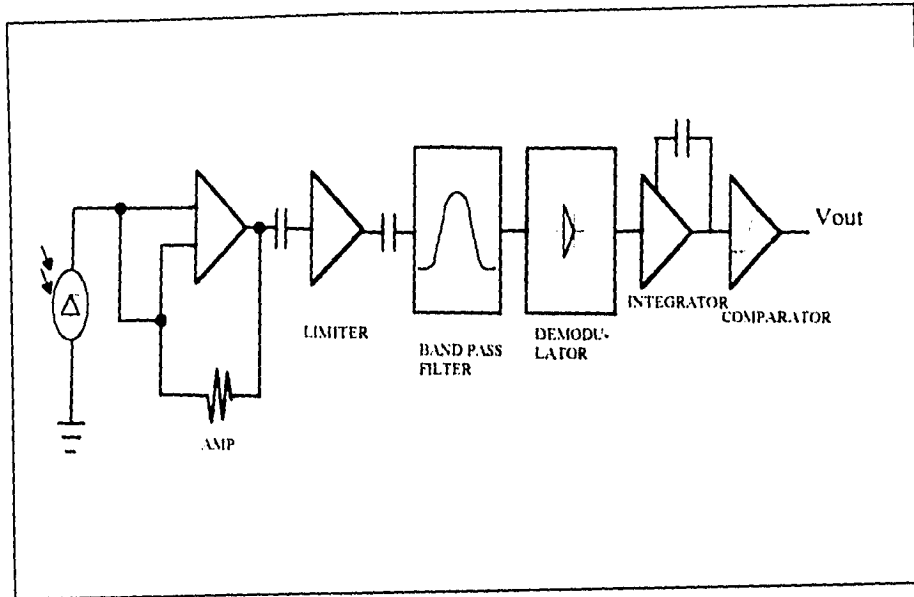 Vout
INTEGRATOR
COMPARATOR
LIMITER
BAND PASS
FILTER
DEMODU-
LATOR
AMP